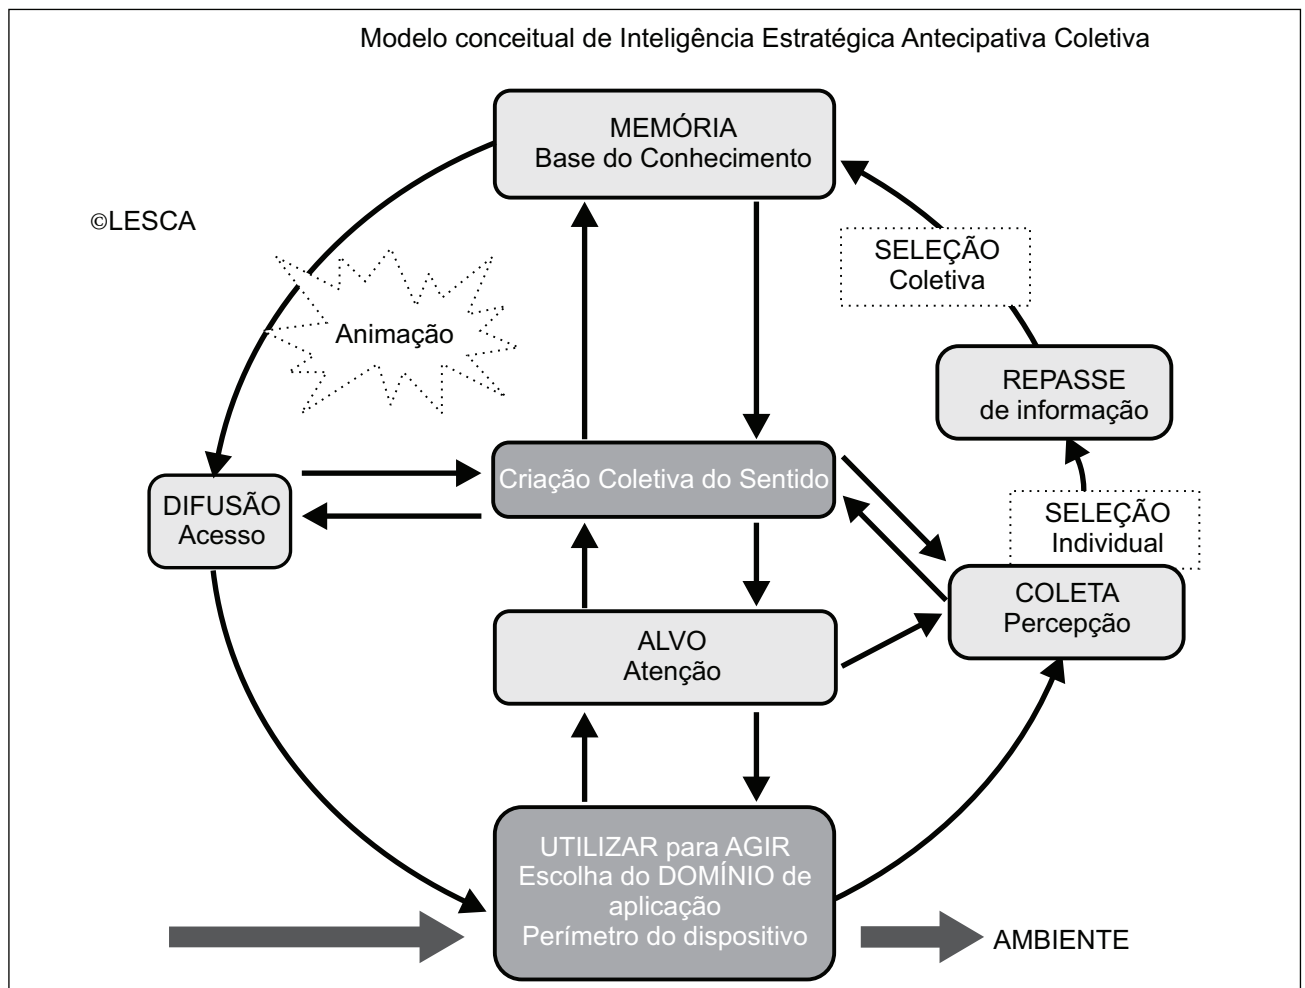 Modelo conceitual de Inteligência Estratégica Antecipativa Coletiva
MEMÓRIA
Base do Conhecimento
©LESCA
SELEÇÃO
Coletiva
Animação
REPASSE
de informação
Criação Coletiva do Sentido
DIFUSÃO
Acesso
SELEÇÃO
Individual
COLETA
Percepção
ALVO
Atenção
UTILIZAR para AGIR
Escolha do DOMÍNIO de
aplicação
Perímetro do dispositivo
AMBIENTE